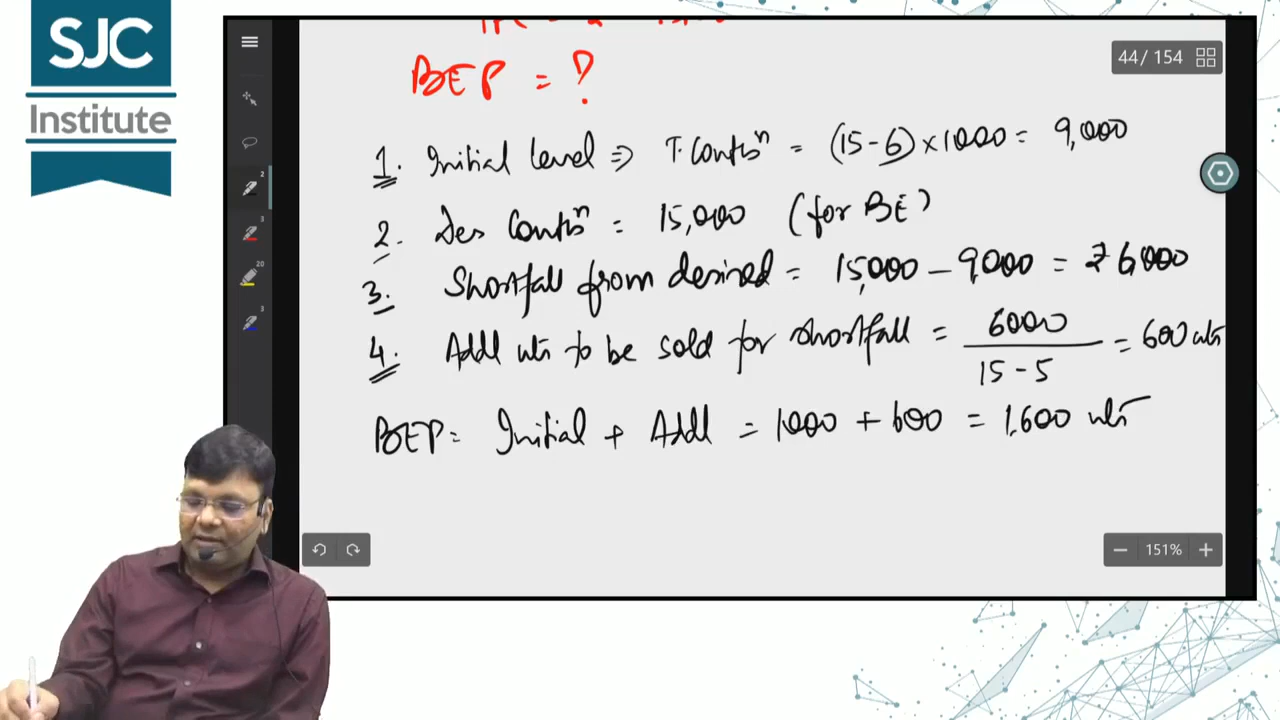 SJC
Institute
44 / 154
BEP = ?
1. Initial level ⇒ T. Contbⁿ = (15-6) × 1000 = 9,000
2. Des Contbⁿ = 15,000 (for BE)
3. Shortfall from desired = 15,000 - 9,000 = ₹ 6,000
4. Addl uts to be sold for shortfall = 6000 / 15-5 = 600 uts
BEP = Initial + Addl = 1,000 + 600 = 1,600 uts
151%